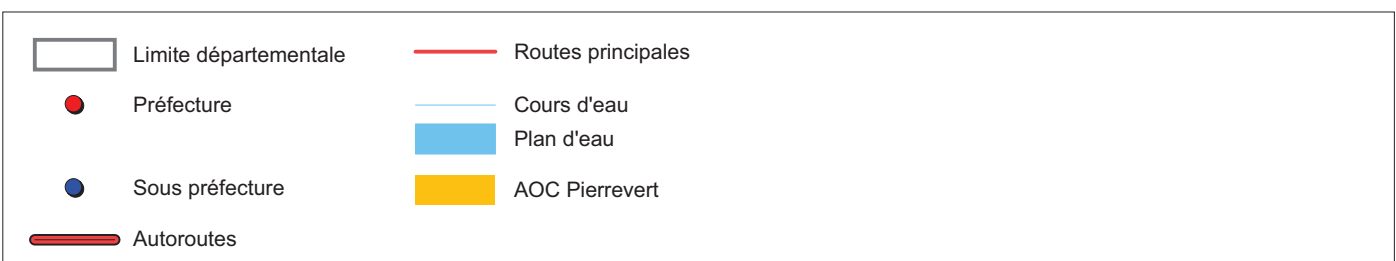 Limite départementale
Préfecture
Sous préfecture
Autoroutes
Routes principales
Cours d'eau
Plan d'eau
AOC Pierrevert